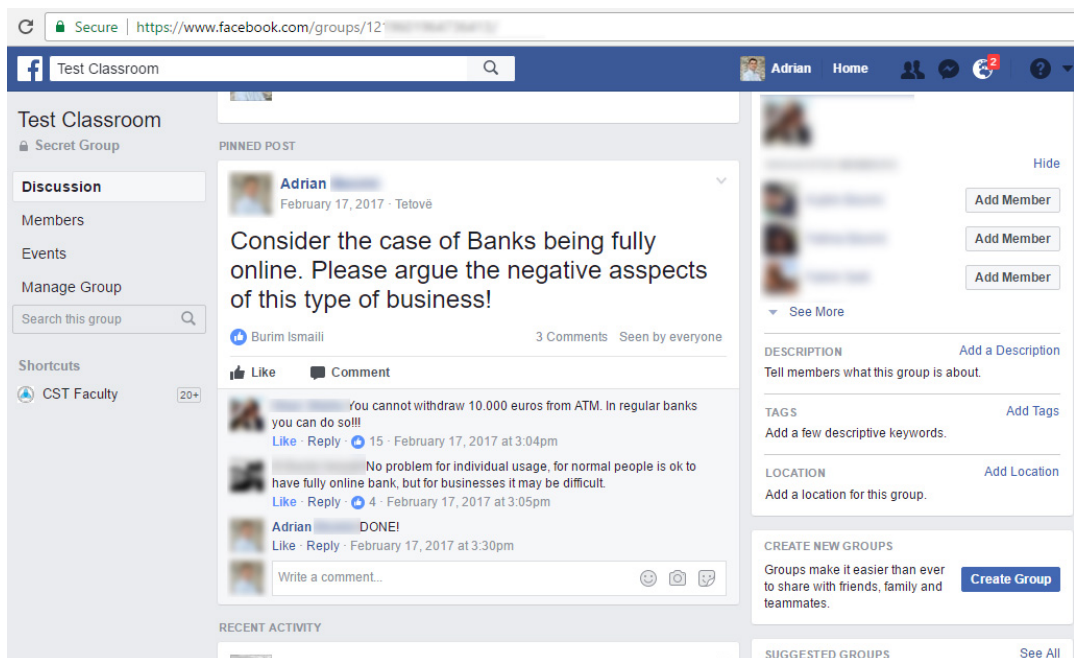 Secure | https://www.facebook.com/groups/12
f Test Classroom Adrian Home 2
Test Classroom
Secret Group
Discussion
Members
Events
Manage Group
Search this group
Shortcuts
CST Faculty 20+
PINNED POST
Adrian
February 17, 2017 · Tetovë
Consider the case of Banks being fully
online. Please argue the negative asspects
of this type of business!
Burim Ismaili 3 Comments Seen by everyone
Like Comment
You cannot withdraw 10.000 euros from ATM. In regular banks
you can do so!!!
Like · Reply · 15 · February 17, 2017 at 3:04pm
No problem for individual usage, for normal people is ok to
have fully online bank, but for businesses it may be difficult.
Like · Reply · 4 · February 17, 2017 at 3:05pm
Adrian DONE!
Like · Reply · February 17, 2017 at 3:30pm
Write a comment...
RECENT ACTIVITY
Hide
Add Member
Add Member
Add Member
See More
DESCRIPTION Add a Description
Tell members what this group is about.
TAGS Add Tags
Add a few descriptive keywords.
LOCATION Add Location
Add a location for this group.
CREATE NEW GROUPS
Groups make it easier than ever
to share with friends, family and
teammates.
Create Group
SUGGESTED GROUPS See All